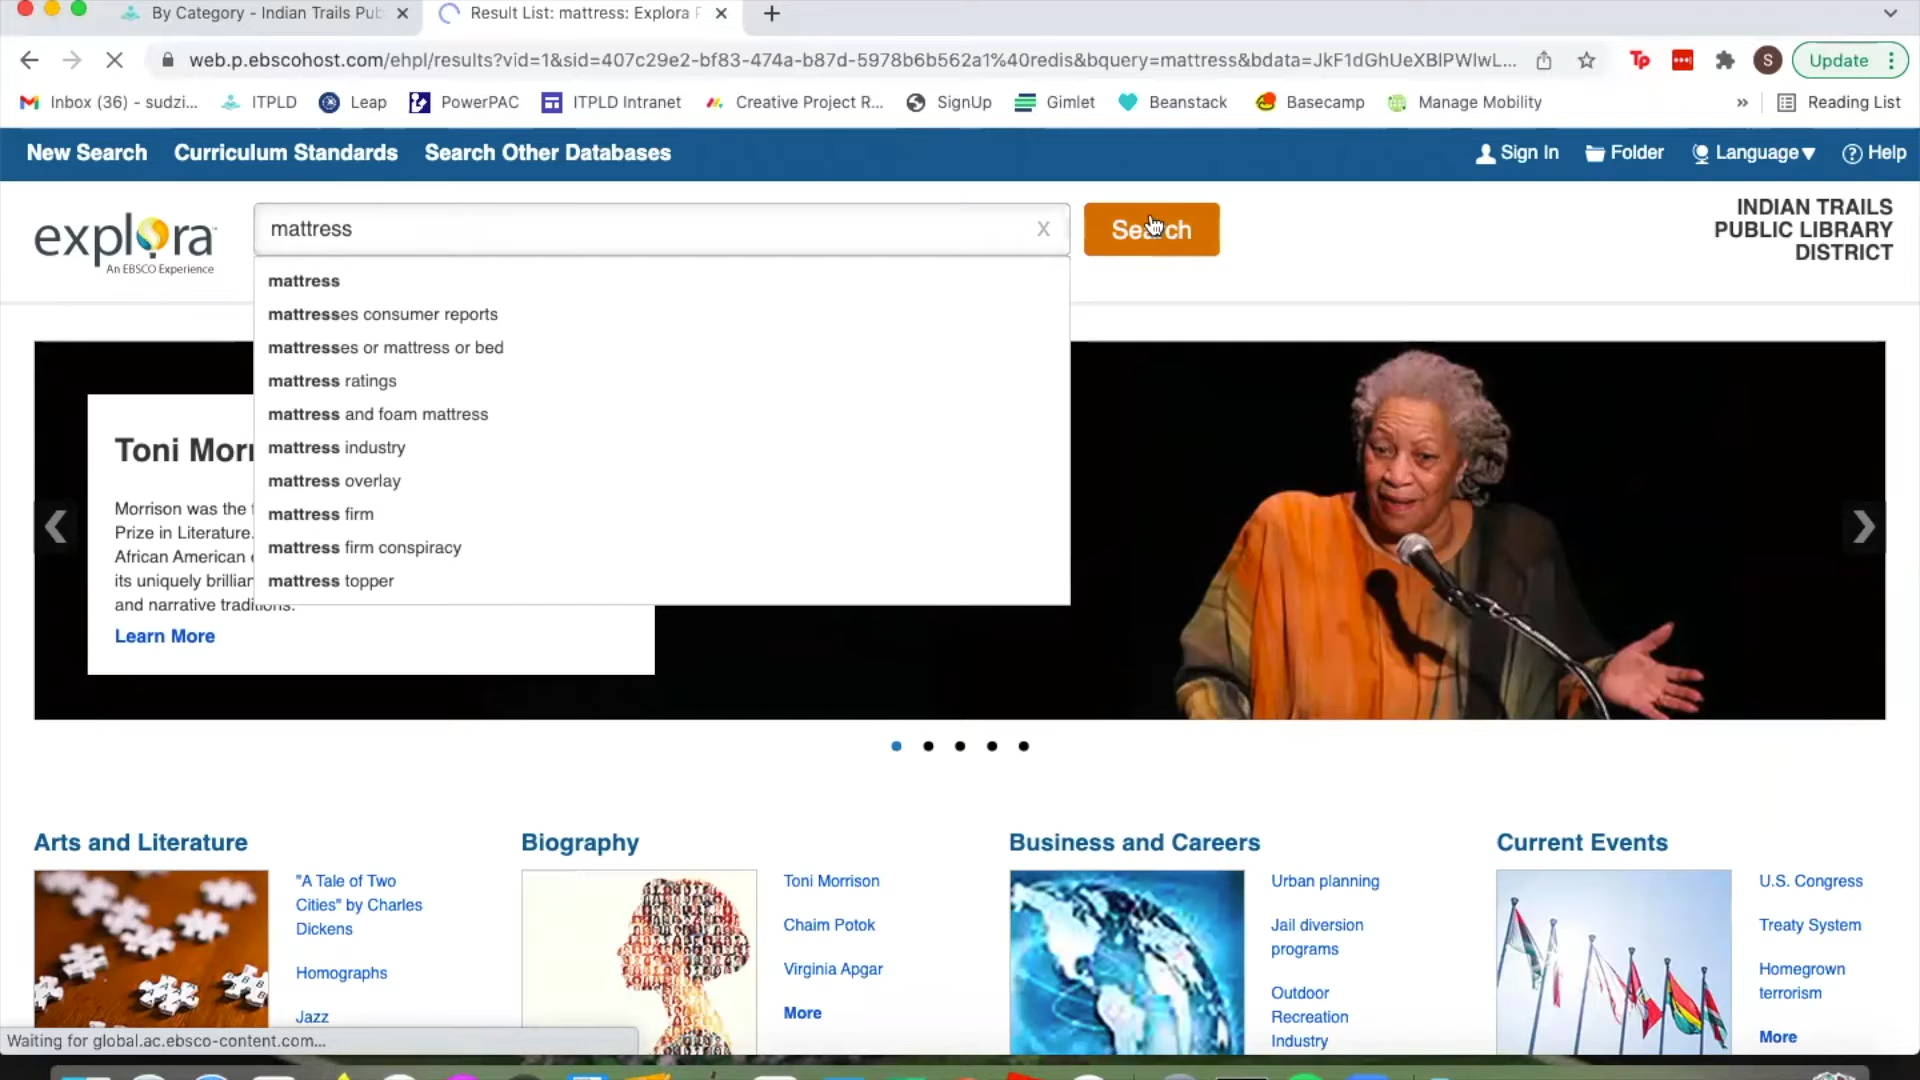 By Category - Indian Trails Pub
Result List: mattress: Explora P
web.p.ebscohost.com/ehpl/results?vid=1&sid=407c29e2-bf83-474a-b87d-5978b6b562a1%40redis&bquery=mattress&bdata=JkF1dGhUeXBlPWlwL...
S
Update
Inbox (36) - sudzi...
ITPLD
Leap
PowerPAC
ITPLD Intranet
Creative Project R...
SignUp
Gimlet
Beanstack
Basecamp
Manage Mobility
»
Reading List
New Search
Curriculum Standards
Search Other Databases
Sign In
Folder
Language
Help
explora
An EBSCO Experience
mattress
X
Search
INDIAN TRAILS
PUBLIC LIBRARY
DISTRICT
mattress
mattresses consumer reports
mattresses or mattress or bed
mattress ratings
mattress and foam mattress
mattress industry
mattress overlay
mattress firm
mattress firm conspiracy
mattress topper
Toni Morr
Morrison was the
Prize in Literature.
African American
its uniquely brillian
and narrative traditions.
Learn More
Arts and Literature
"A Tale of Two
Cities" by Charles
Dickens
Homographs
Jazz
Biography
Toni Morrison
Chaim Potok
Virginia Apgar
More
Business and Careers
Urban planning
Jail diversion
programs
Outdoor
Recreation
Industry
Current Events
U.S. Congress
Treaty System
Homegrown
terrorism
More
Waiting for global.ac.ebsco-content.com...